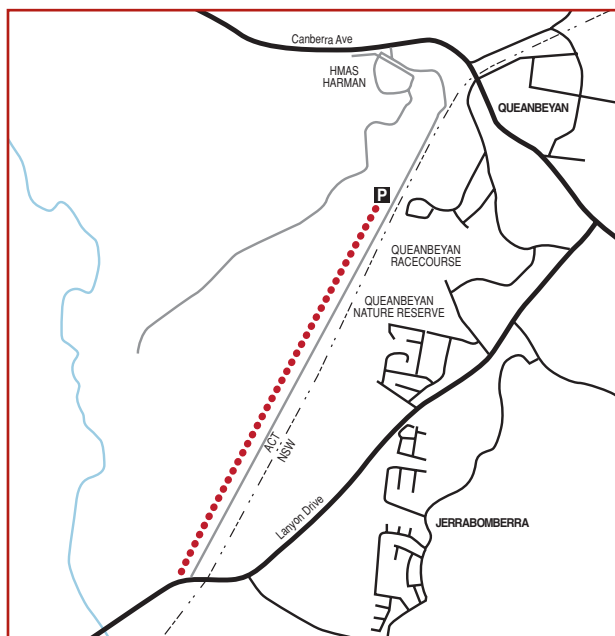 Canberra Ave
HMAS
HARMAN
QUEANBEYAN
P
QUEANBEYAN
RACECOURSE
QUEANBEYAN
NATURE RESERVE
ACT
NSW
Lanyon Drive
JERRABOMBERRA